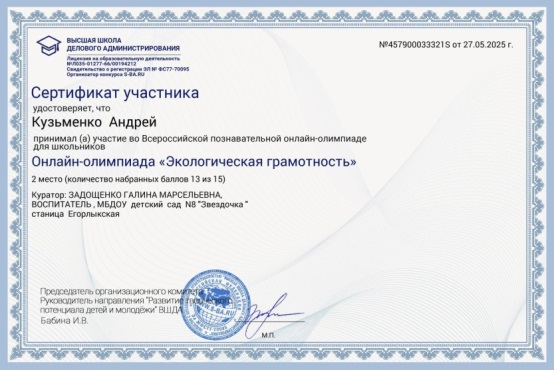 ВЫСШАЯ ШКОЛА
ДЕЛОВОГО АДМИНИСТРИРОВАНИЯ
Лицензия на образовательную деятельность
№Л035-01277-66/00194212
Свидетельство о регистрации ЭЛ № ФС77-70095
Организатор конкурса S-BA.RU
№457900033321S от 27.05.2025 г.
Сертификат участника
удостоверяет, что
Кузьменко Андрей
принимал (а) участие во Всероссийской познавательной онлайн-олимпиаде
для школьников
Онлайн-олимпиада «Экологическая грамотность»
2 место (количество набранных баллов 13 из 15)
Куратор: ЗАДОЩЕНКО ГАЛИНА МАРСЕЛЬЕВНА,
ВОСПИТАТЕЛЬ , МБДОУ детский сад N8 "Звездочка "
станица Егорлыкская
Председатель организационного комитета
Руководитель направления "Развитие творческого
потенциала детей и молодёжи" ВШДА
Бабина И.В.
S-BA.RU
М.П.